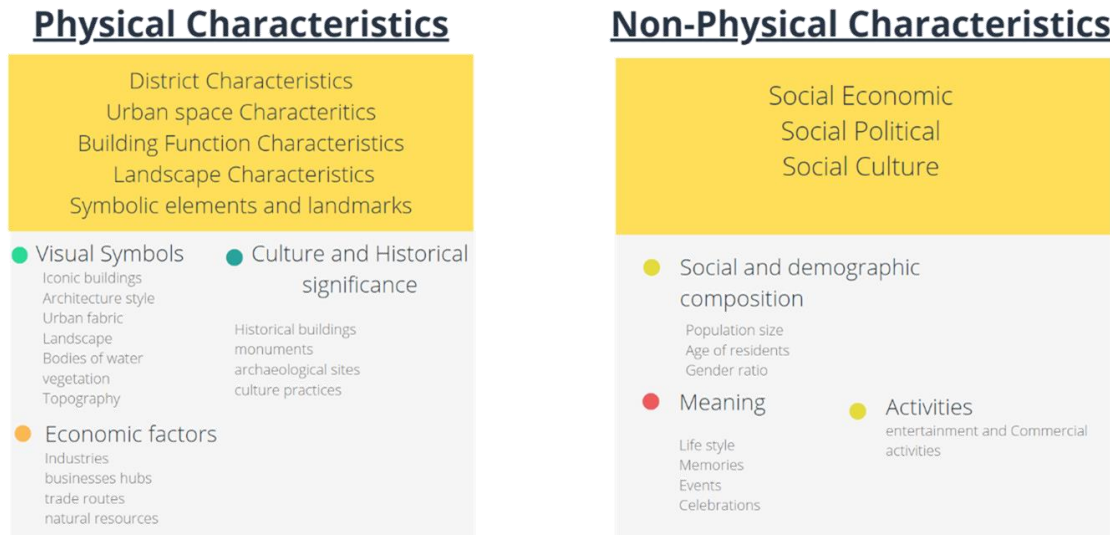 Physical Characteristics
District Characteristics
Urban space Characteritics
Building Function Characteristics
Landscape Characteristics
Symbolic elements and landmarks
Visual Symbols
Iconic buildings
Architecture style
Urban fabric
Landscape
Bodies of water
vegetation
Topography
Culture and Historical
significance
Historical buildings
monuments
archaeological sites
culture practices
Economic factors
Industries
businesses hubs
trade routes
natural resources
Non-Physical Characteristics
Social Economic
Social Political
Social Culture
Social and demographic
composition
Population size
Age of residents
Gender ratio
Meaning
Life style
Memories
Events
Celebrations
Activities
entertainment and Commercial
activities